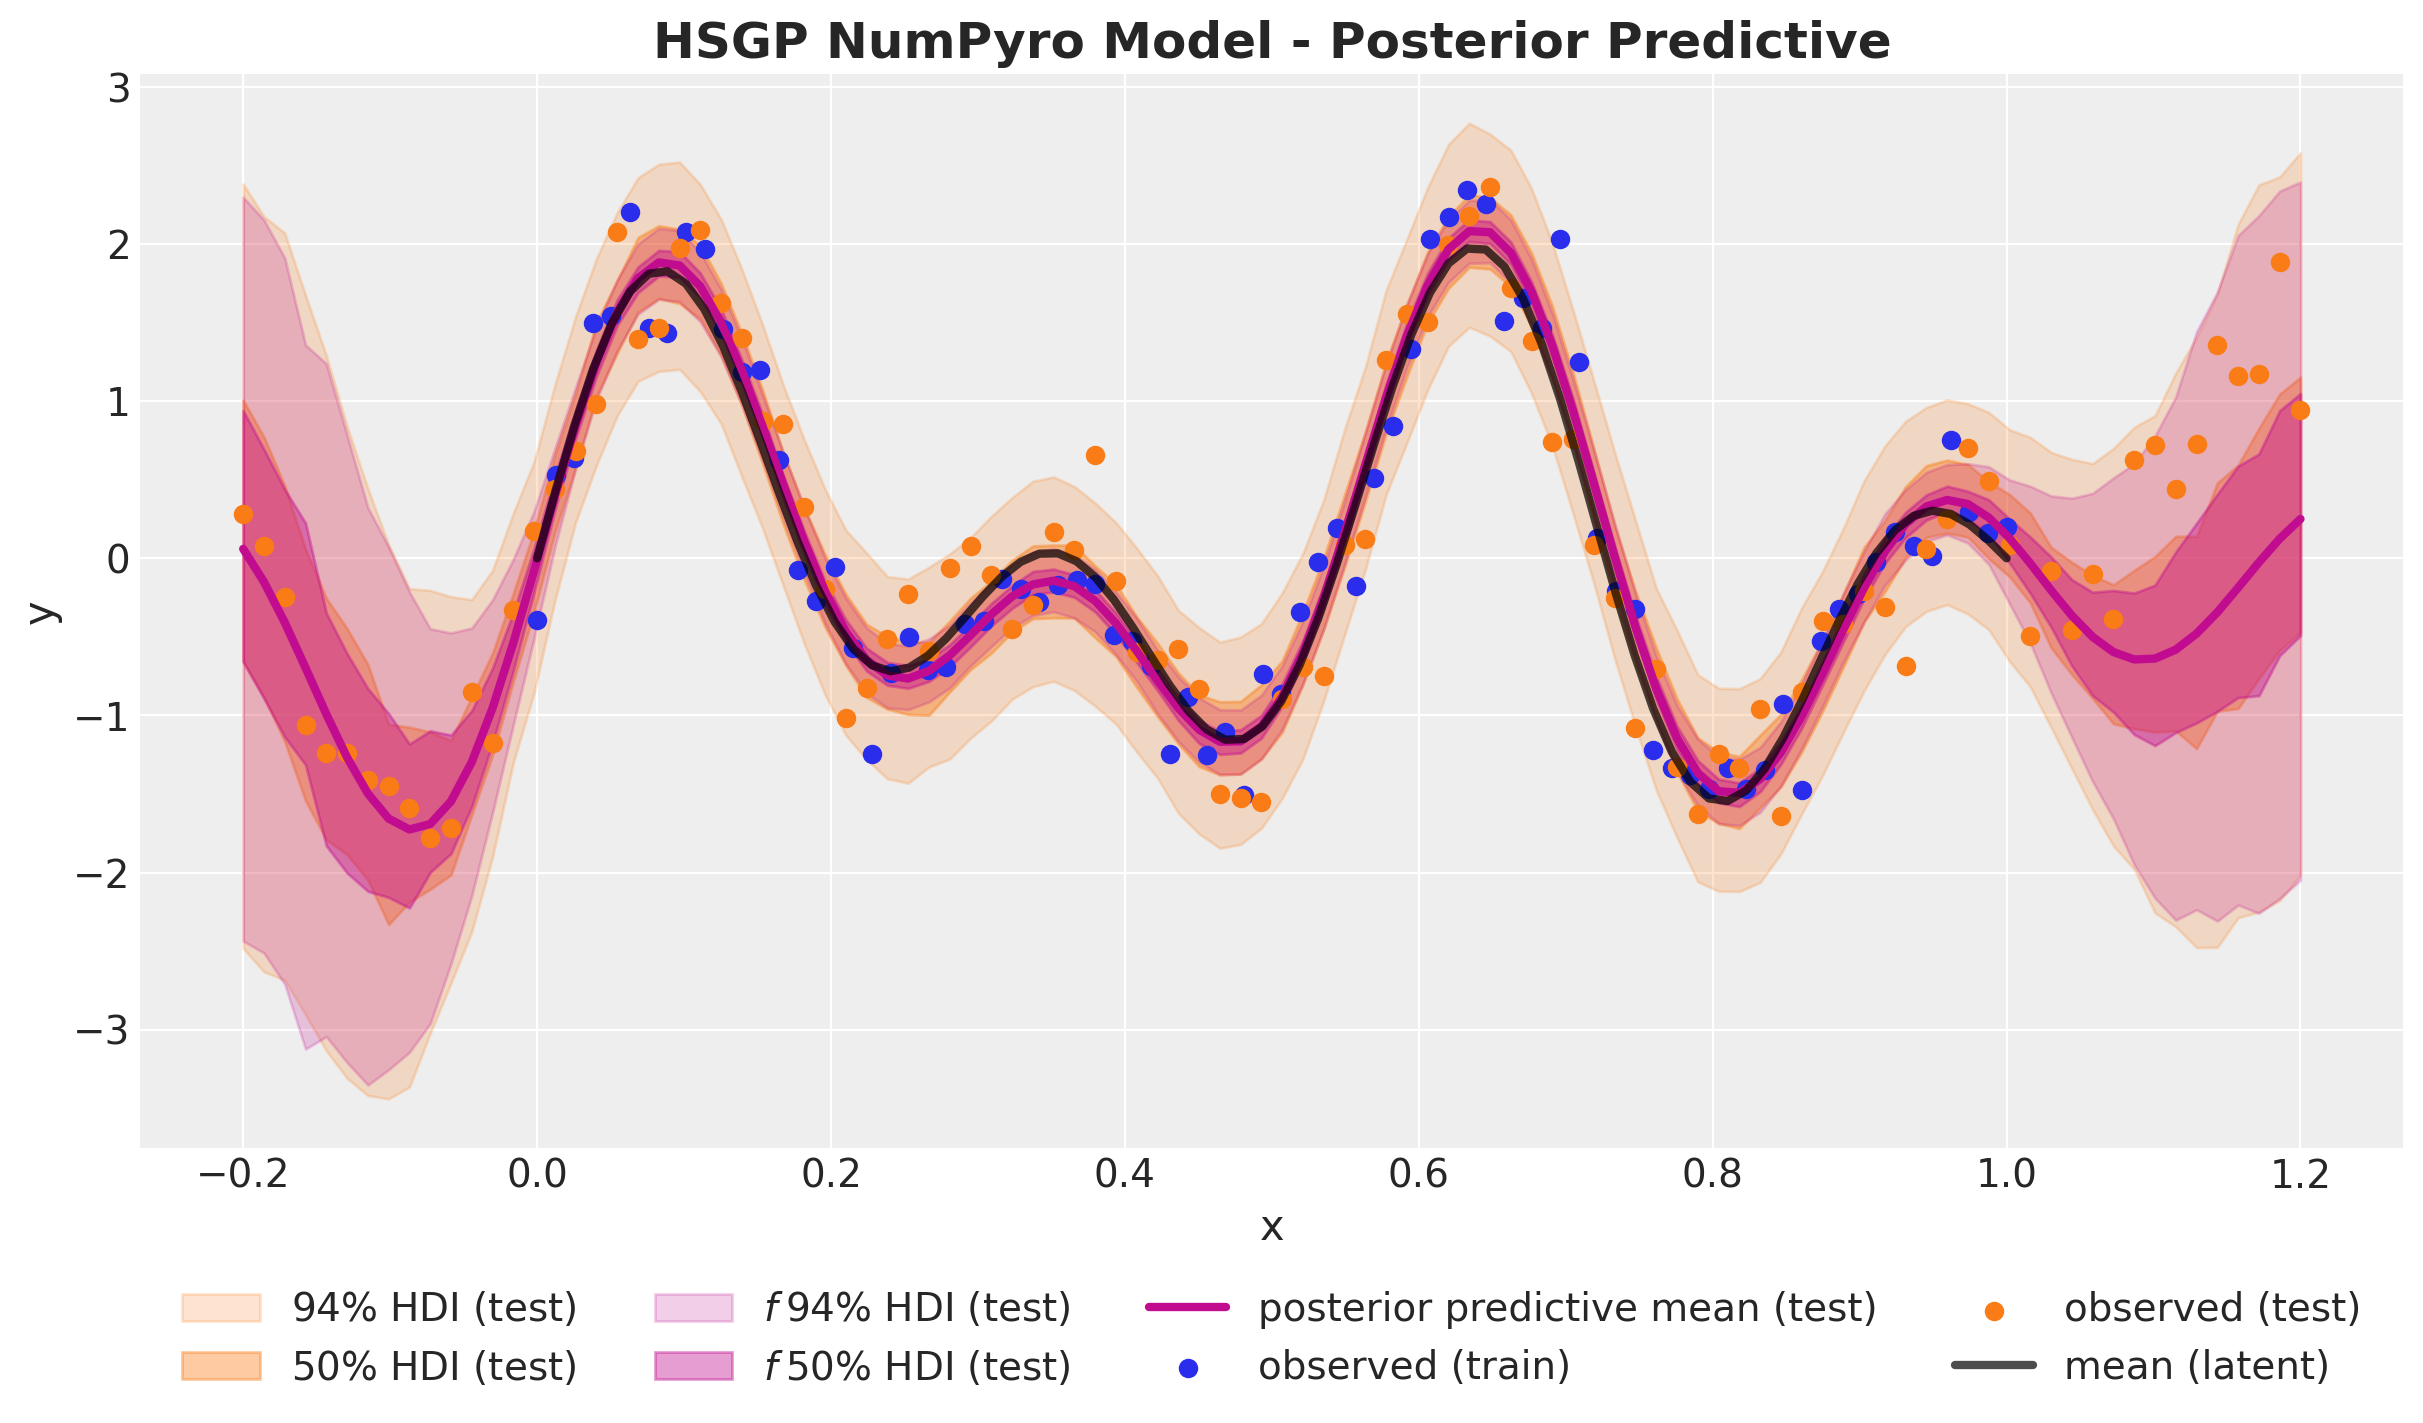 HSGP NumPyro Model - Posterior Predictive
3
2
1
0
−1
−2
−3
y
−0.2 0.0 0.2 0.4 0.6 0.8 1.0 1.2
x
94% HDI (test) f 94% HDI (test) posterior predictive mean (test) observed (test)
50% HDI (test) f 50% HDI (test) observed (train) mean (latent)